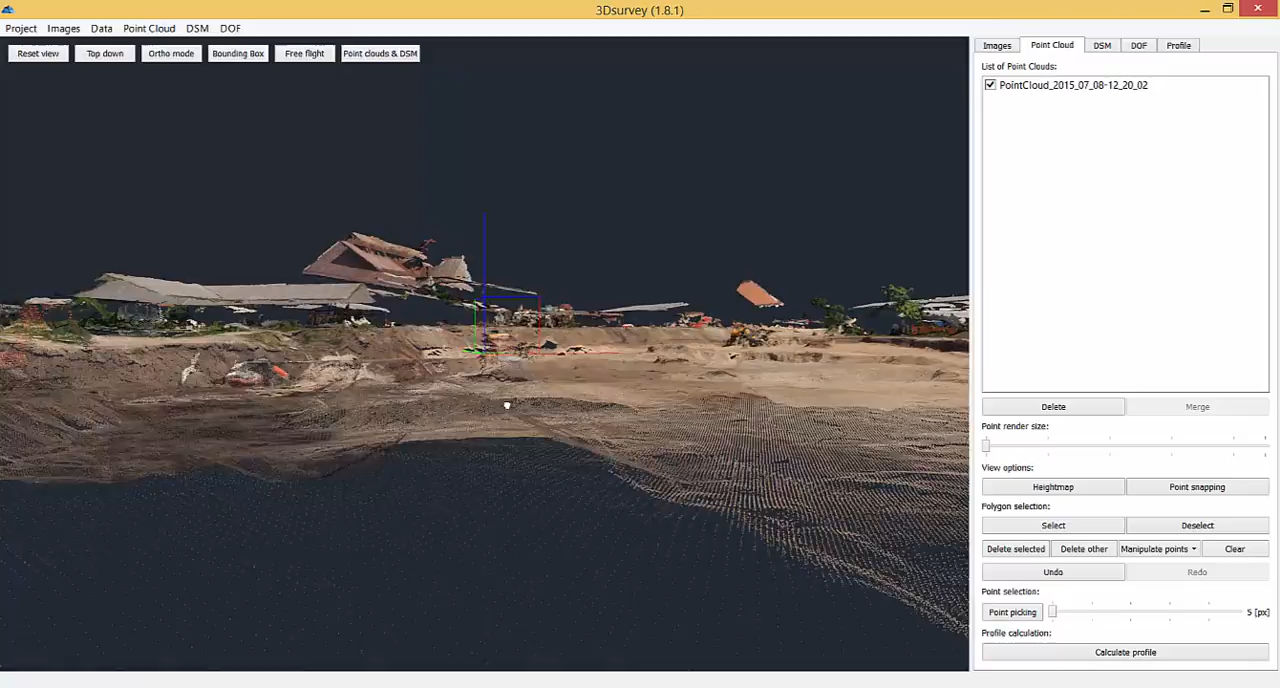 3Dsurvey (1.8.1)
Project Images Data Point Cloud DSM DOF
Reset view Top down Ortho mode Bounding Box Free flight Point clouds & DSM
Images Point Cloud DSM DOF Profile
List of Point Clouds:
PointCloud_2015_07_08-12_20_02
Delete Merge
Point render size:
View options:
Heightmap Point snapping
Polygon selection:
Select Deselect
Delete selected Delete other Manipulate points Clear
Undo Redo
Point selection:
Point picking 5 [px]
Profile calculation:
Calculate profile